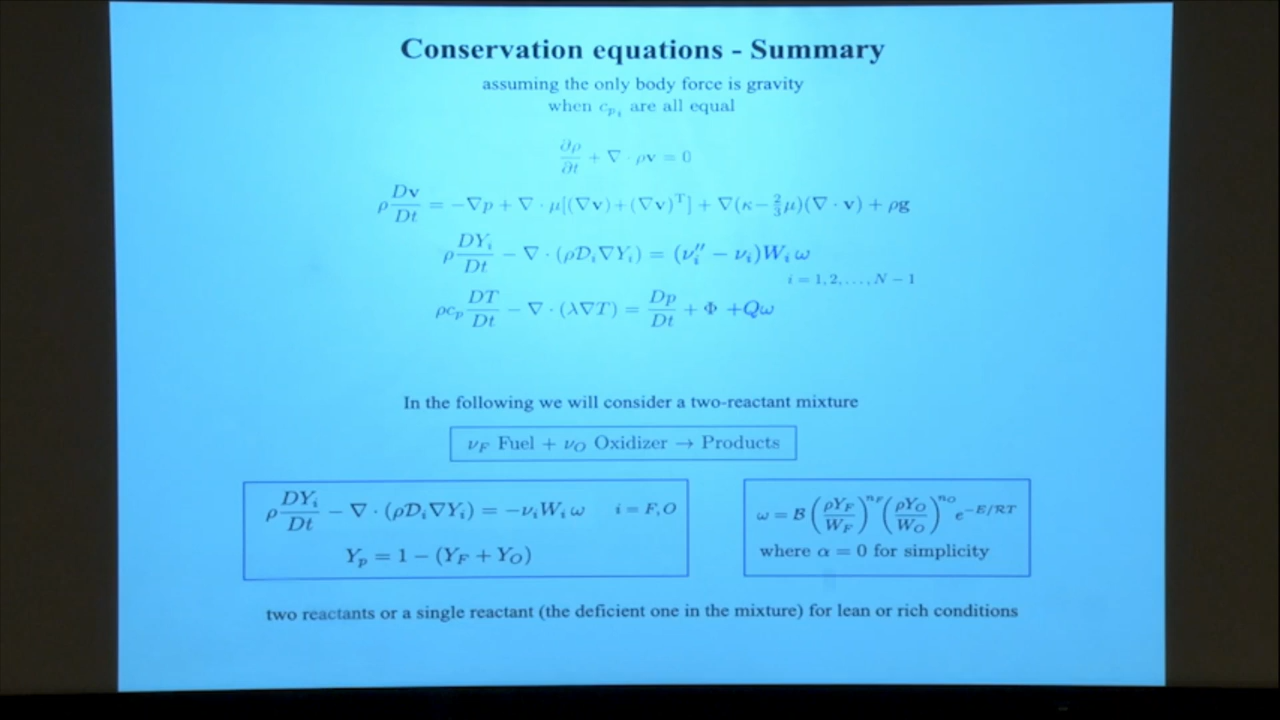 Conservation equations - Summary
assuming the only body force is gravity
when c_{p_i} are all equal
∂ρ/∂t + ∇ · ρv = 0
ρ Dv/Dt = −∇p + ∇ · μ[(∇v)+(∇v)^T] + ∇(κ−⅔μ)(∇ · v) + ρg
ρ DY_i/Dt − ∇ · (ρD_i∇Y_i) = (ν_i″ − ν_i)W_i ω
i = 1, 2, . . . , N − 1
ρc_p DT/Dt − ∇ · (λ∇T) = Dp/Dt + Φ +Qω
In the following we will consider a two-reactant mixture
ν_F Fuel + ν_O Oxidizer → Products
ρ DY_i/Dt − ∇ · (ρD_i∇Y_i) = −ν_iW_i ω i = F, O
Y_p = 1 − (Y_F + Y_O)
ω = B (ρY_F/W_F)^{n_F} (ρY_O/W_O)^{n_O} e^{−E/RT}
where α = 0 for simplicity
two reactants or a single reactant (the deficient one in the mixture) for lean or rich conditions